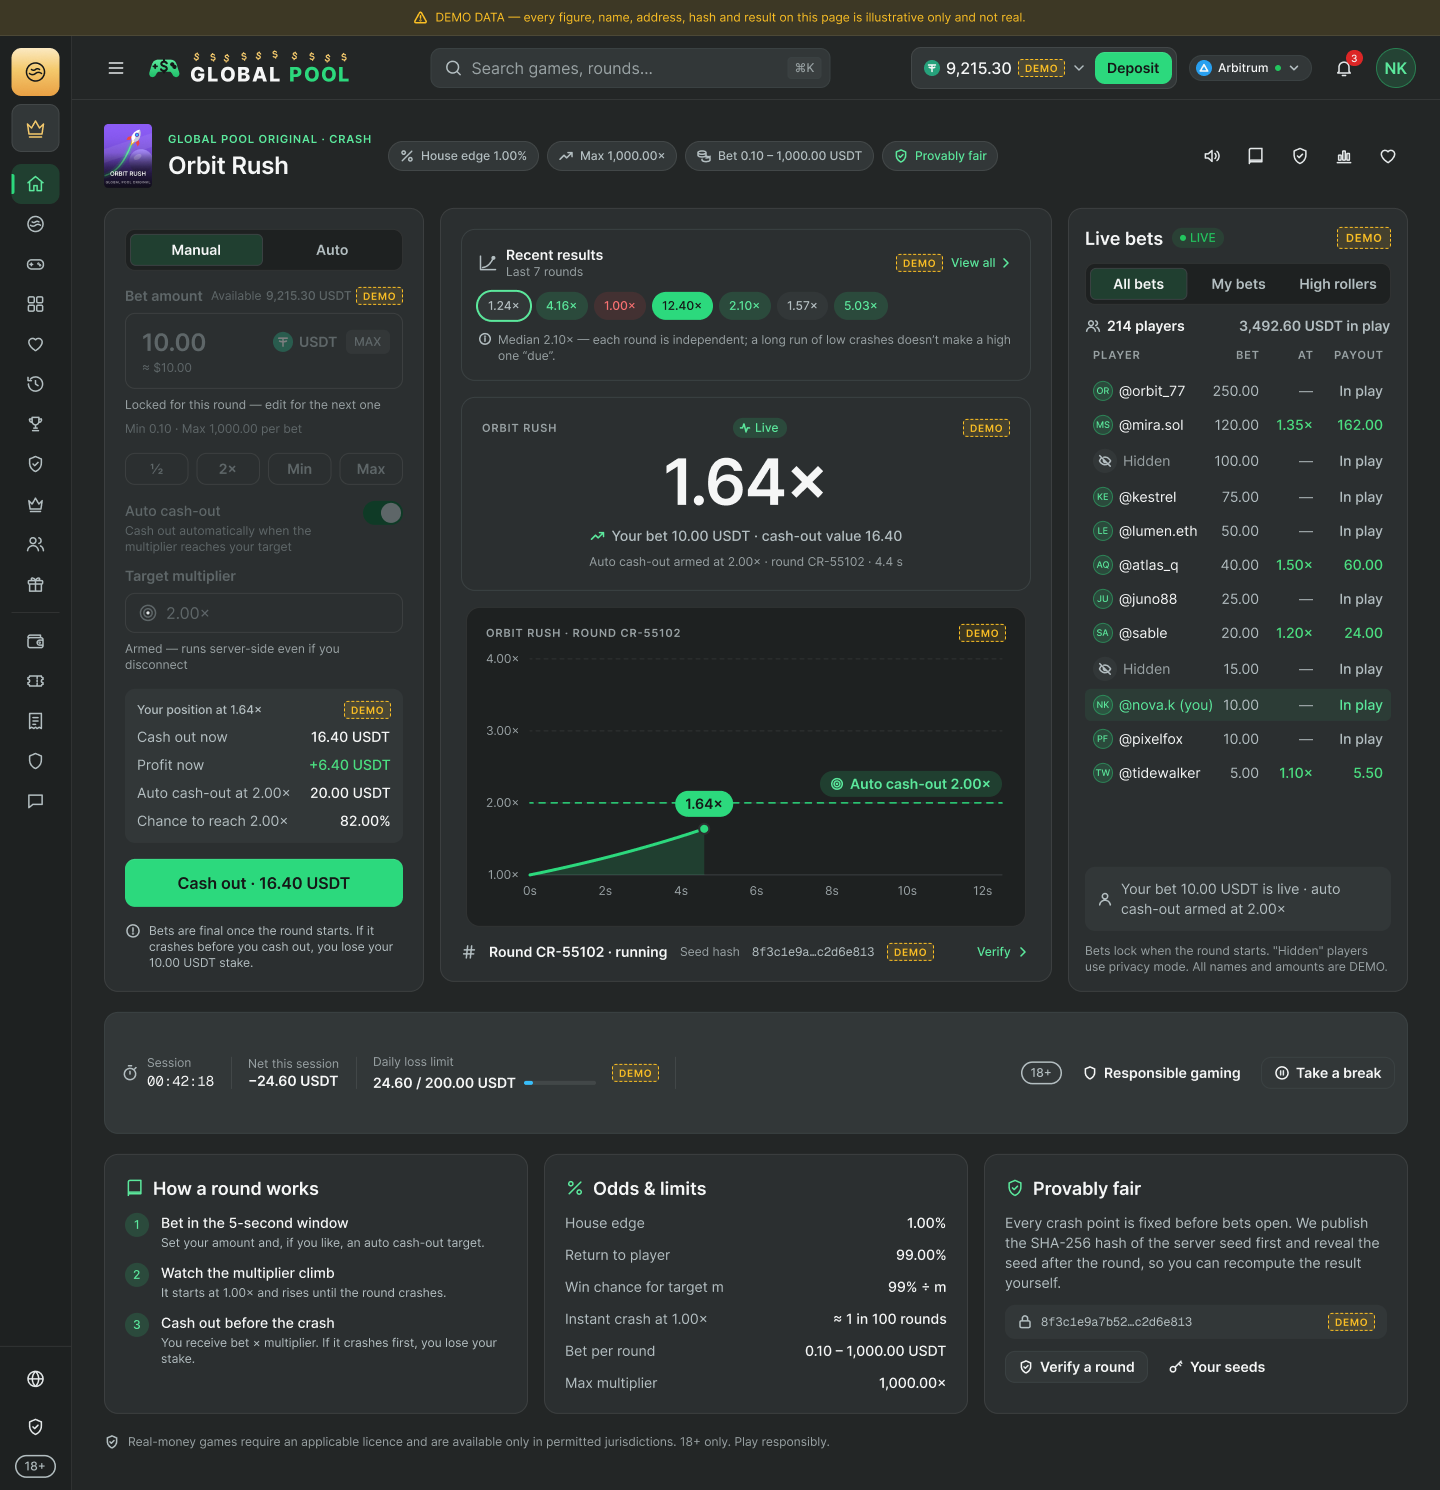 DEMO DATA — every figure, name, address, hash and result on this page is illustrative only and not real.
$ $ $ $ $ $ $ $ $
GLOBAL POOL
Search games, rounds...
⌘K
9,215.30 DEMO
Deposit
Arbitrum
3
NK
ORBIT RUSH
GLOBAL POOL ORIGINAL
GLOBAL POOL ORIGINAL · CRASH
Orbit Rush
House edge 1.00%
Max 1,000.00×
Bet 0.10 – 1,000.00 USDT
Provably fair
Manual
Auto
Bet amount Available 9,215.30 USDT DEMO
10.00
USDT MAX
≈ $10.00
Locked for this round — edit for the next one
Min 0.10 · Max 1,000.00 per bet
½ 2× Min Max
Auto cash-out
Cash out automatically when the
multiplier reaches your target
Target multiplier
2.00×
Armed — runs server-side even if you
disconnect
Your position at 1.64× DEMO
Cash out now 16.40 USDT
Profit now +6.40 USDT
Auto cash-out at 2.00× 20.00 USDT
Chance to reach 2.00× 82.00%
Cash out · 16.40 USDT
Bets are final once the round starts. If it
crashes before you cash out, you lose your
10.00 USDT stake.
Recent results
Last 7 rounds
DEMO View all
1.24× 4.16× 1.00× 12.40× 2.10× 1.57× 5.03×
Median 2.10× — each round is independent; a long run of low crashes doesn’t make a high
one “due”.
ORBIT RUSH Live DEMO
1.64×
Your bet 10.00 USDT · cash-out value 16.40
Auto cash-out armed at 2.00× · round CR-55102 · 4.4 s
ORBIT RUSH · ROUND CR-55102 DEMO
4.00×
3.00×
Auto cash-out 2.00×
2.00×
1.64×
1.00×
0s 2s 4s 6s 8s 10s 12s
Round CR-55102 · running Seed hash 8f3c1e9a…c2d6e813 DEMO Verify
Live bets LIVE DEMO
All bets My bets High rollers
214 players 3,492.60 USDT in play
PLAYER BET AT PAYOUT
OR @orbit_77 250.00 — In play
MS @mira.sol 120.00 1.35× 162.00
Hidden 100.00 — In play
KE @kestrel 75.00 — In play
LE @lumen.eth 50.00 — In play
AQ @atlas_q 40.00 1.50× 60.00
JU @juno88 25.00 — In play
SA @sable 20.00 1.20× 24.00
Hidden 15.00 — In play
NK @nova.k (you) 10.00 — In play
PF @pixelfox 10.00 — In play
TW @tidewalker 5.00 1.10× 5.50
Your bet 10.00 USDT is live · auto
cash-out armed at 2.00×
Bets lock when the round starts. "Hidden" players
use privacy mode. All names and amounts are DEMO.
Session
00:42:18
Net this session
−24.60 USDT
Daily loss limit
24.60 / 200.00 USDT
DEMO
18+
Responsible gaming
Take a break
How a round works
1 Bet in the 5-second window
Set your amount and, if you like, an auto cash-out target.
2 Watch the multiplier climb
It starts at 1.00× and rises until the round crashes.
3 Cash out before the crash
You receive bet × multiplier. If it crashes first, you lose your
stake.
Odds & limits
House edge 1.00%
Return to player 99.00%
Win chance for target m 99% ÷ m
Instant crash at 1.00× ≈ 1 in 100 rounds
Bet per round 0.10 – 1,000.00 USDT
Max multiplier 1,000.00×
Provably fair
Every crash point is fixed before bets open. We publish
the SHA-256 hash of the server seed first and reveal the
seed after the round, so you can recompute the result
yourself.
8f3c1e9a7b52…c2d6e813 DEMO
Verify a round
Your seeds
18+
Real-money games require an applicable licence and are available only in permitted jurisdictions. 18+ only. Play responsibly.